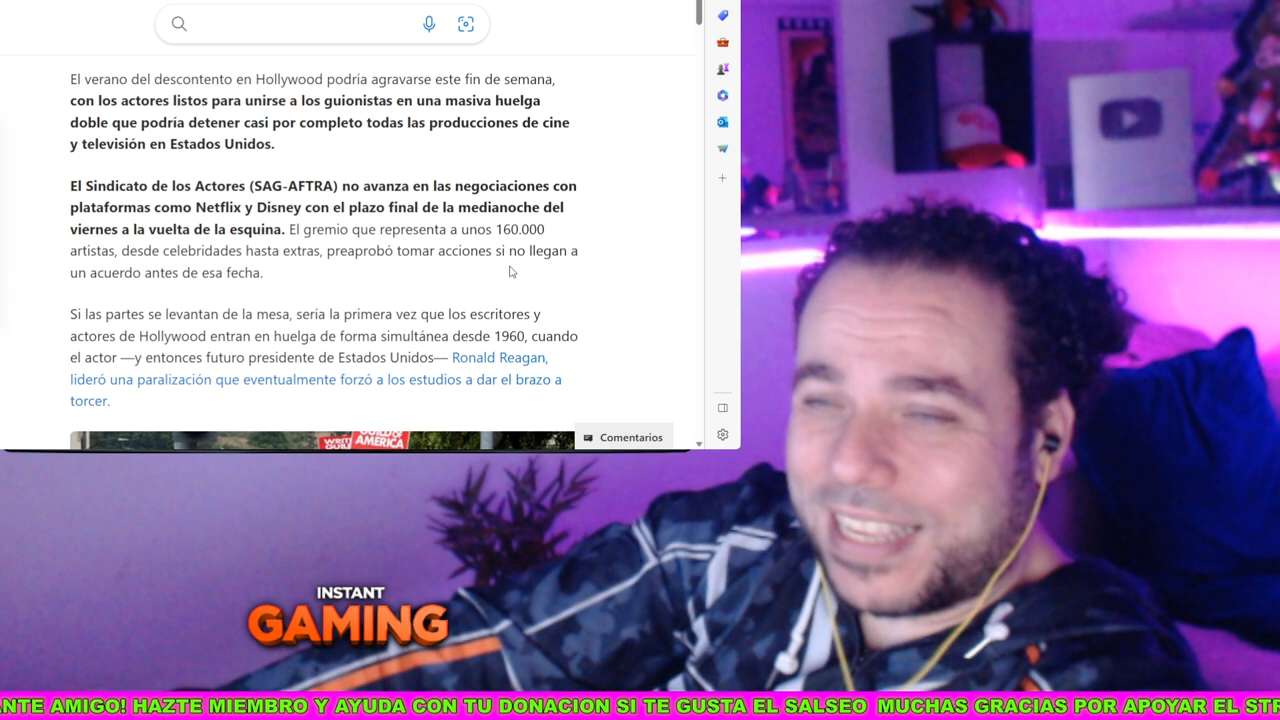 El verano del descontento en Hollywood podría agravarse este fin de semana,
con los actores listos para unirse a los guionistas en una masiva huelga
doble que podría detener casi por completo todas las producciones de cine
y televisión en Estados Unidos.
El Sindicato de los Actores (SAG-AFTRA) no avanza en las negociaciones con
plataformas como Netflix y Disney con el plazo final de la medianoche del
viernes a la vuelta de la esquina. El gremio que representa a unos 160.000
artistas, desde celebridades hasta extras, preaprobó tomar acciones si no llegan a
un acuerdo antes de esa fecha.
Si las partes se levantan de la mesa, sería la primera vez que los escritores y
actores de Hollywood entran en huelga de forma simultánea desde 1960, cuando
el actor —y entonces futuro presidente de Estados Unidos— Ronald Reagan,
lideró una paralización que eventualmente forzó a los estudios a dar el brazo a
torcer.
GUILD OF
AMERICA
Comentarios
INSTANT
GAMING
ANTE AMIGO! HAZTE MIEMBRO Y AYUDA CON TU DONACION SI TE GUSTA EL SALSEO MUCHAS GRACIAS POR APOYAR EL